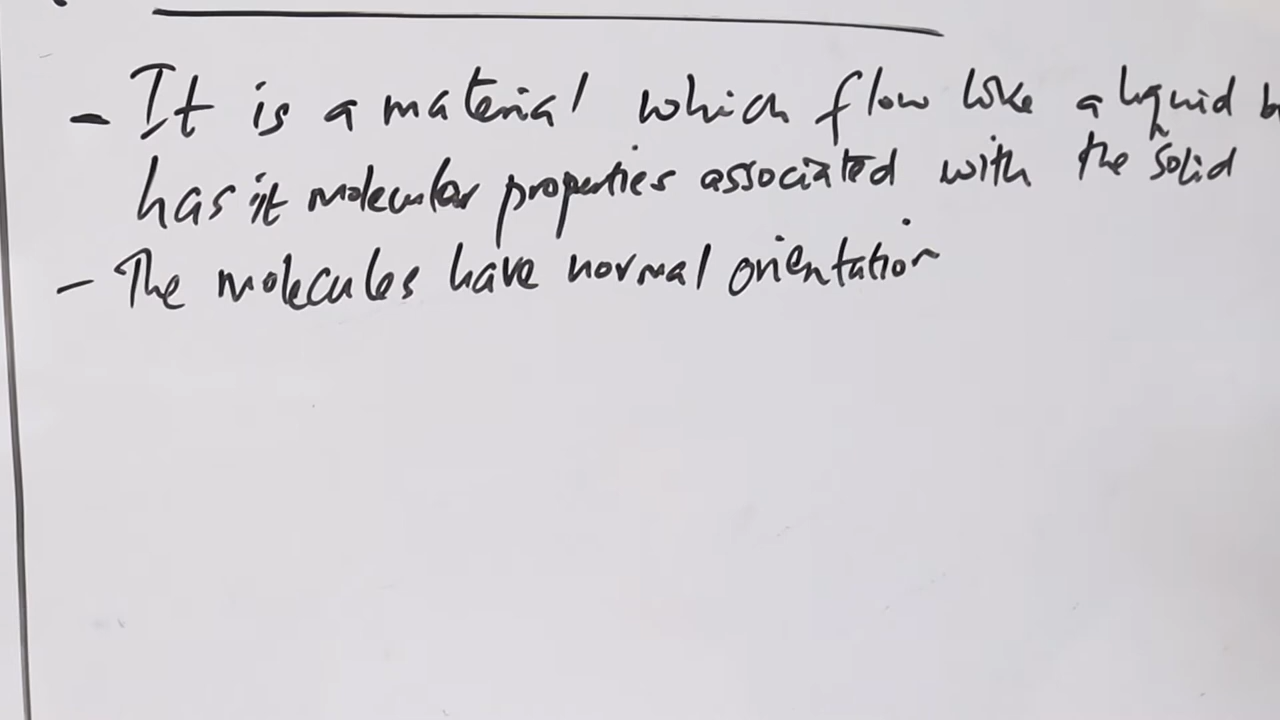 - It is a material which flow like a liquid b
has it molecular properties associated with the solid
- The molecules have normal orientation